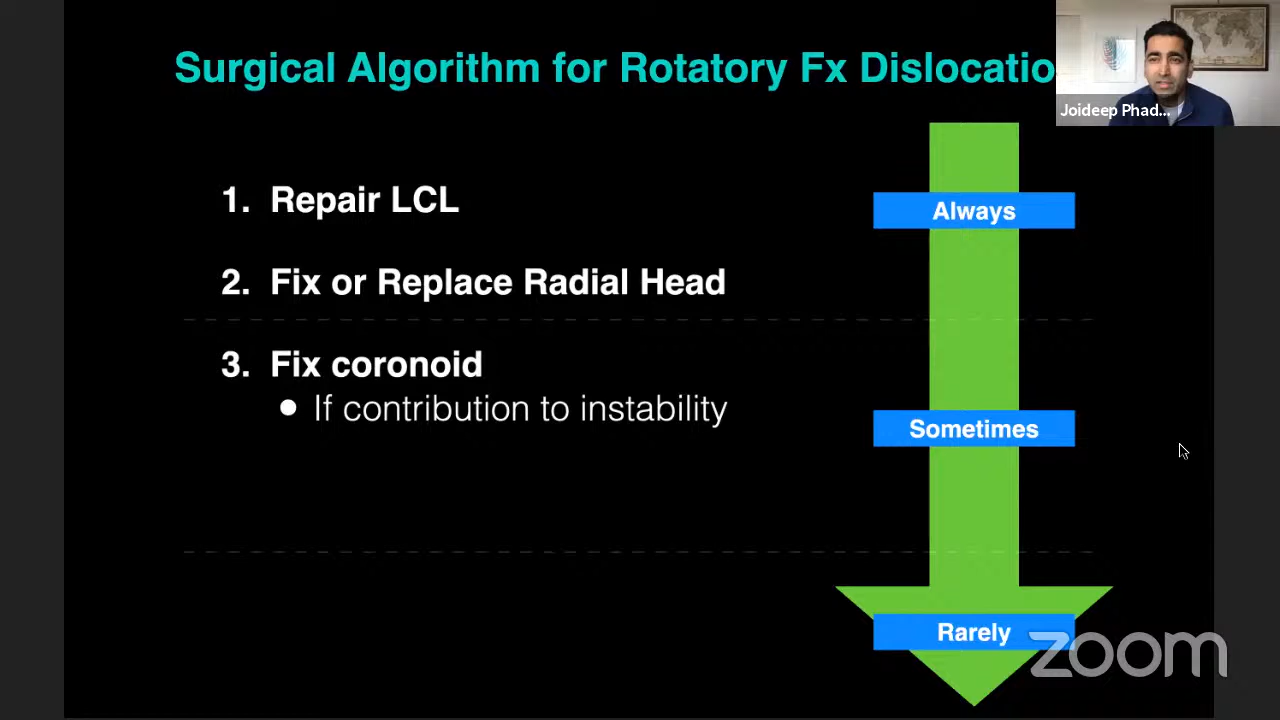 Surgical Algorithm for Rotatory Fx Dislocatio
Joideep Phad...
1. Repair LCL
Always
2. Fix or Replace Radial Head
3. Fix coronoid
● If contribution to instability
Sometimes
Rarely
zoom